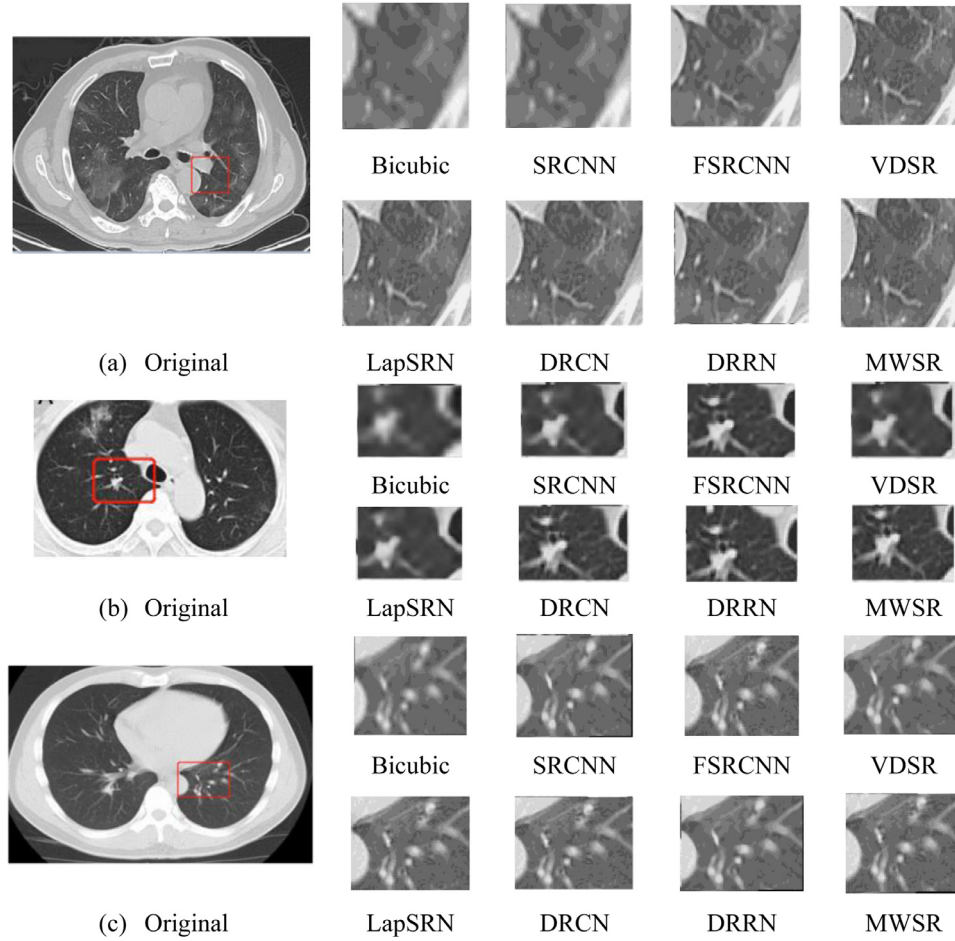 Bicubic SRCNN FSRCNN VDSR
(a) Original LapSRN DRCN DRRN MWSR
Bicubic SRCNN FSRCNN VDSR
(b) Original LapSRN DRCN DRRN MWSR
Bicubic SRCNN FSRCNN VDSR
(c) Original LapSRN DRCN DRRN MWSR